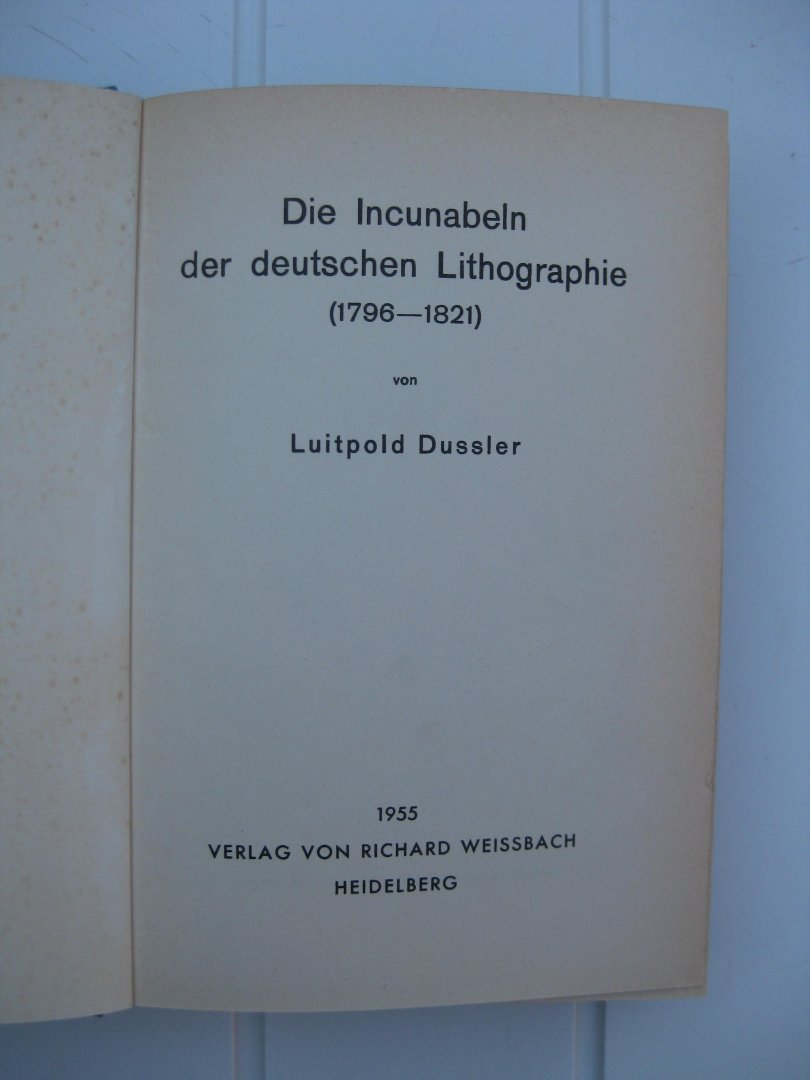 Die Incunabeln
der deutschen Lithographie
(1796—1821)
von
Luitpold Dussler
1955
VERLAG VON RICHARD WEISSBACH
HEIDELBERG